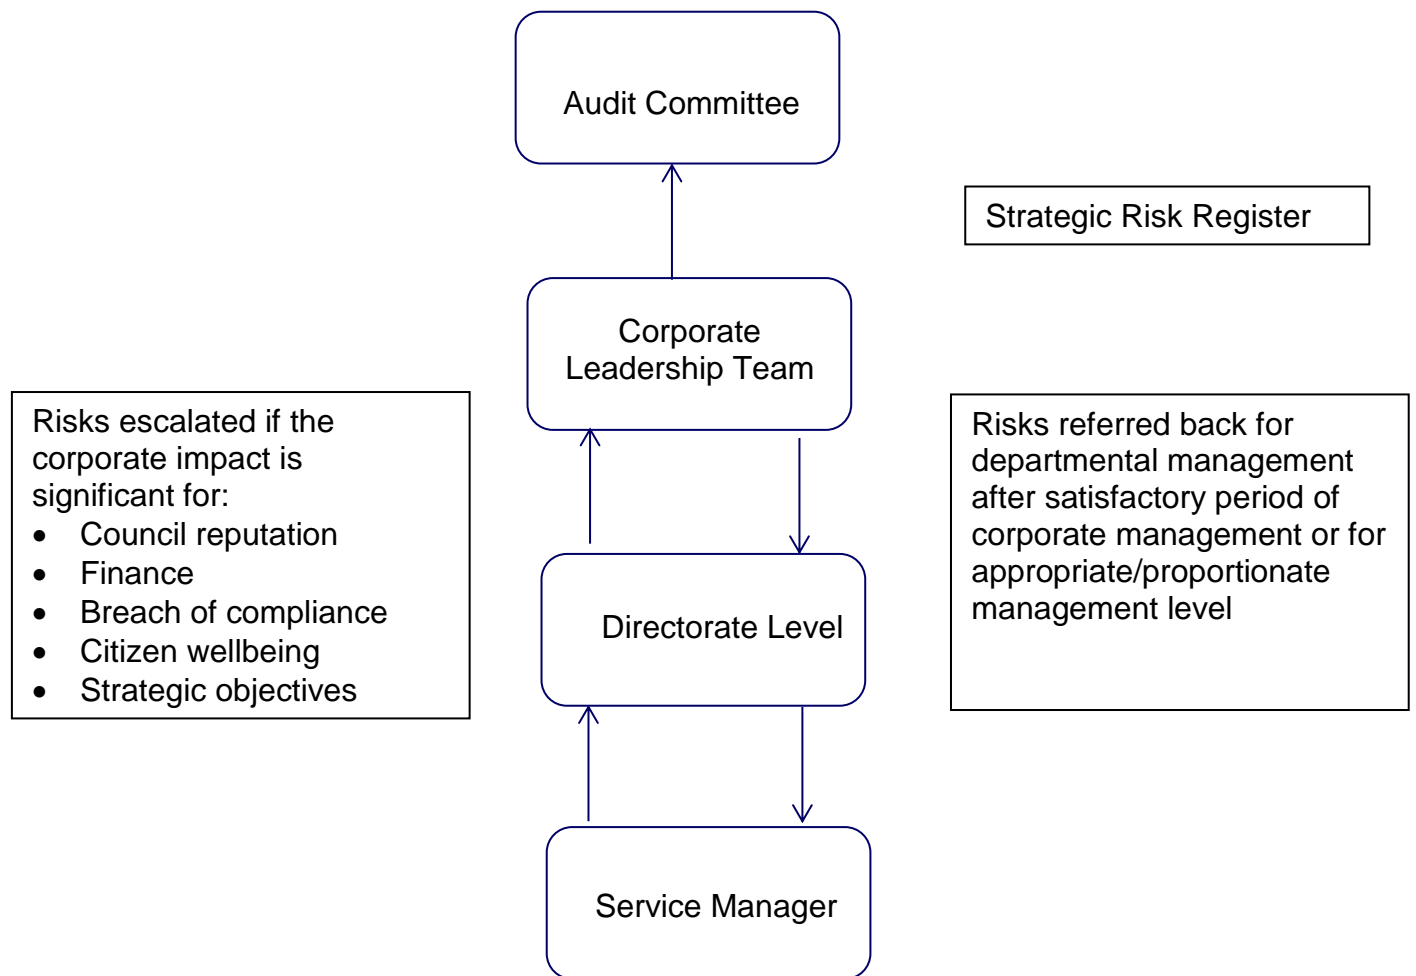 Audit Committee
Strategic Risk Register
Corporate
Leadership Team
Risks escalated if the
corporate impact is
significant for:
• Council reputation
• Finance
• Breach of compliance
• Citizen wellbeing
• Strategic objectives
Risks referred back for
departmental management
after satisfactory period of
corporate management or for
appropriate/proportionate
management level
Directorate Level
Service Manager